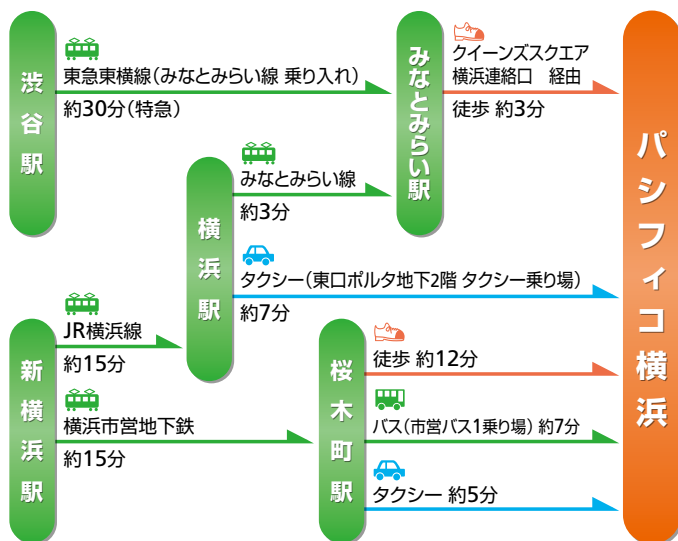 渋谷駅
東急東横線(みなとみらい線 乗り入れ)
約30分(特急)
みなとみらい駅
クイーンズスクエア
横浜連絡口 経由
徒歩 約3分
パシフィコ横浜
横浜駅
みなとみらい線
約3分
タクシー(東口ポルタ地下2階 タクシー乗り場)
約7分
新横浜駅
JR横浜線
約15分
横浜市営地下鉄
約15分
桜木町駅
徒歩 約12分
バス(市営バス1乗り場) 約7分
タクシー 約5分